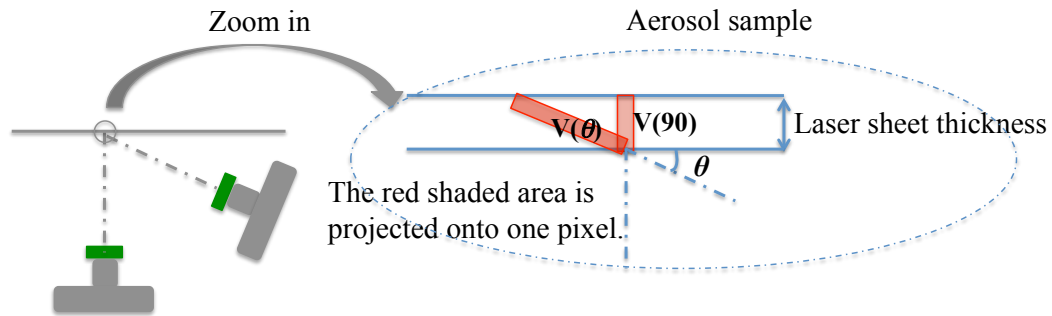 Zoom in
Aerosol sample
V(θ)
V(90)
Laser sheet thickness
θ
The red shaded area is
projected onto one pixel.